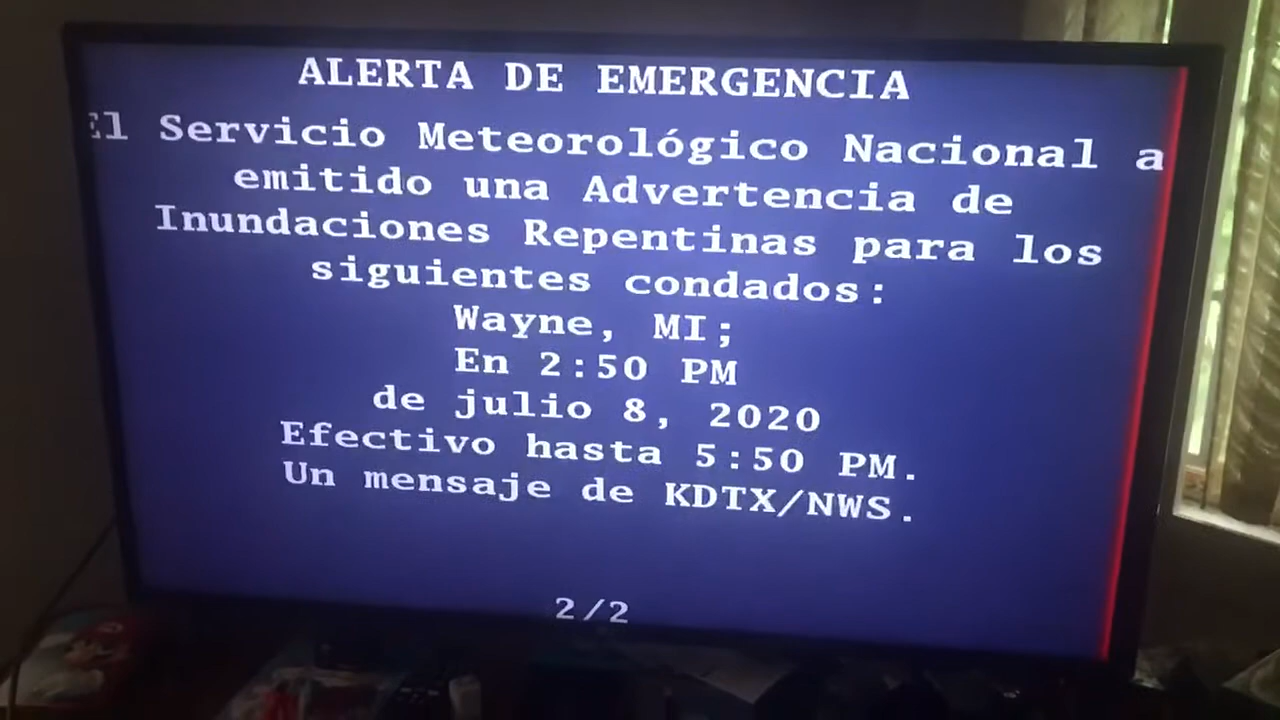 ALERTA DE EMERGENCIA
El Servicio Meteorológico Nacional a
emitido una Advertencia de
Inundaciones Repentinas para los
siguientes condados:
Wayne, MI;
En 2:50 PM
de julio 8, 2020
Efectivo hasta 5:50 PM.
Un mensaje de KDTX/NWS.
2/2